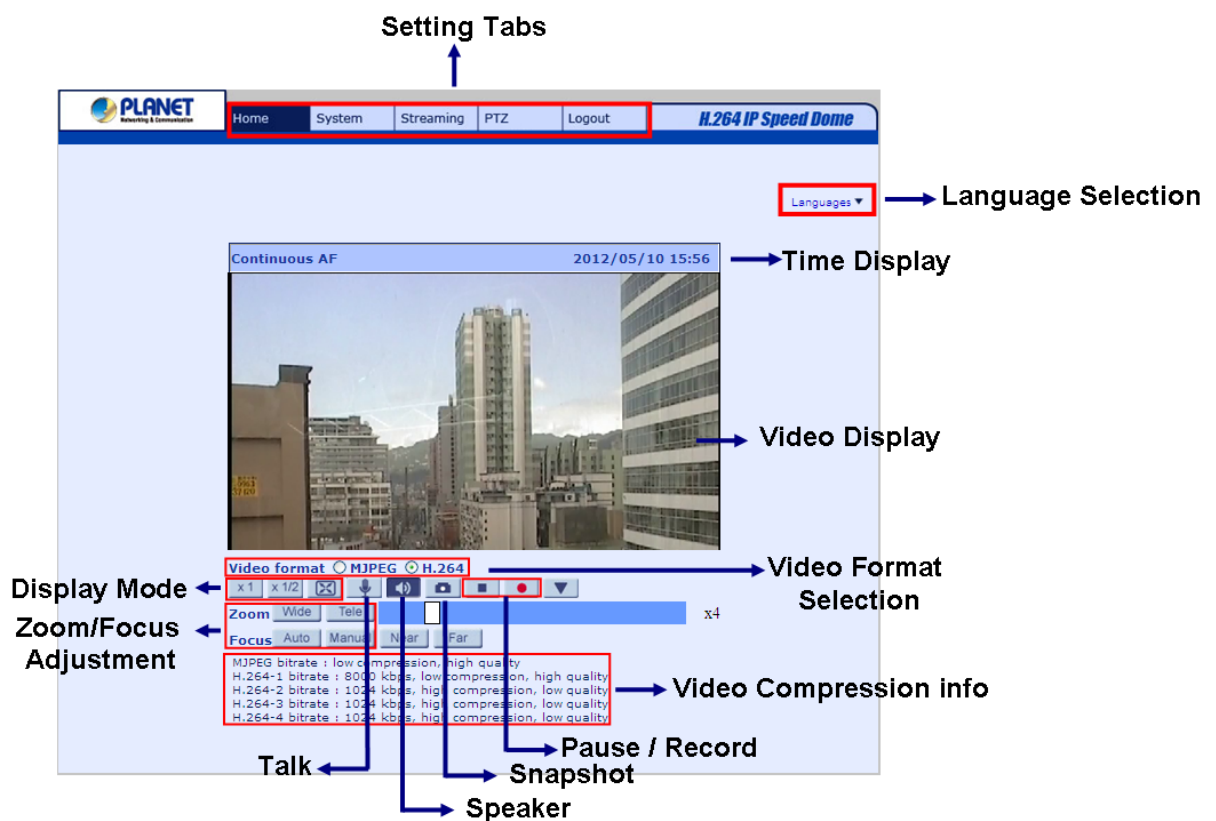 Setting Tabs
PLANET
Networking & Communication
Home System Streaming PTZ Logout
H.264 IP Speed Dome
Languages ▼
Language Selection
Continuous AF 2012/05/10 15:56
Time Display
Video Display
Video format MJPEG H.264
Video Format
Selection
Display Mode
x 1 x 1/2
Zoom Wide Tele x4
Zoom/Focus
Adjustment
Focus Auto Manual Near Far
MJPEG bitrate : low compression, high quality
H.264-1 bitrate : 8000 kbps, low compression, high quality
H.264-2 bitrate : 1024 kbps, high compression, low quality
H.264-3 bitrate : 1024 kbps, high compression, low quality
H.264-4 bitrate : 1024 kbps, high compression, low quality
Video Compression info
Pause / Record
Talk
Snapshot
Speaker